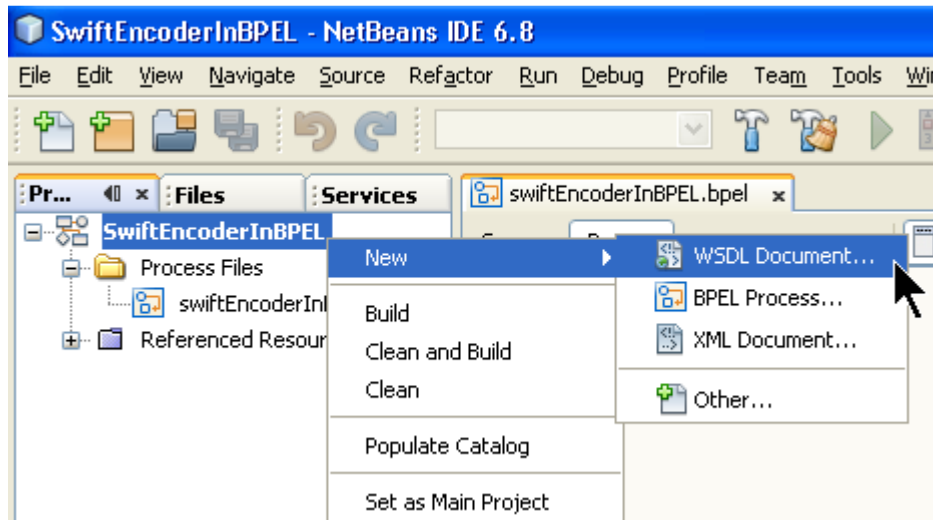 SwiftEncoderInBPEL - NetBeans IDE 6.8
File Edit View Navigate Source Refactor Run Debug Profile Team Tools Wi
Pr... Files Services swiftEncoderInBPEL.bpel
SwiftEncoderInBPEL
New WSDL Document...
Process Files
BPEL Process...
swiftEncoderIn
Build
XML Document...
Referenced Resour
Clean and Build
Clean
Other...
Populate Catalog
Set as Main Project